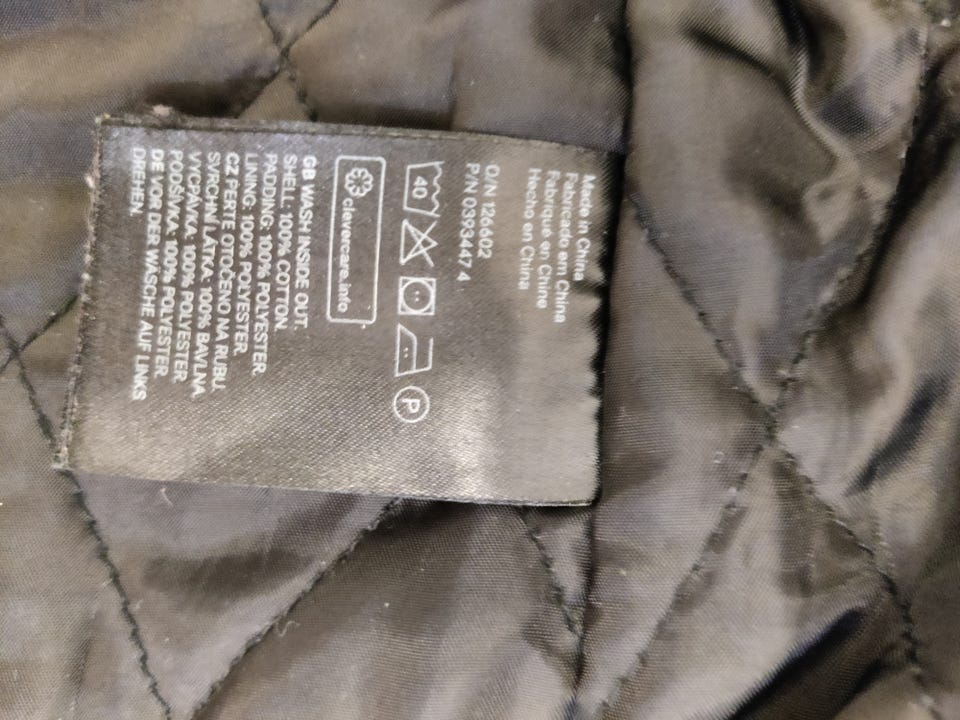 Made in China
Fabricado em China
Fabriqué en Chine
Hecho en China
O/N 126602
P/N 0393447 4
40 P
clevercare.info
GB WASH INSIDE OUT.
SHELL: 100% COTTON.
PADDING: 100% POLYESTER.
LINING: 100% POLYESTER.
CZ PERTE OTOČENO NA RUBU.
SVRCHNÍ LÁTKA: 100% BAVLNA
VYCPÁVKA: 100% POLYESTER
PODŠÍVKA: 100% POLYESTER.
DE VOR DER WÄSCHE AUF LINKS
DREHEN.